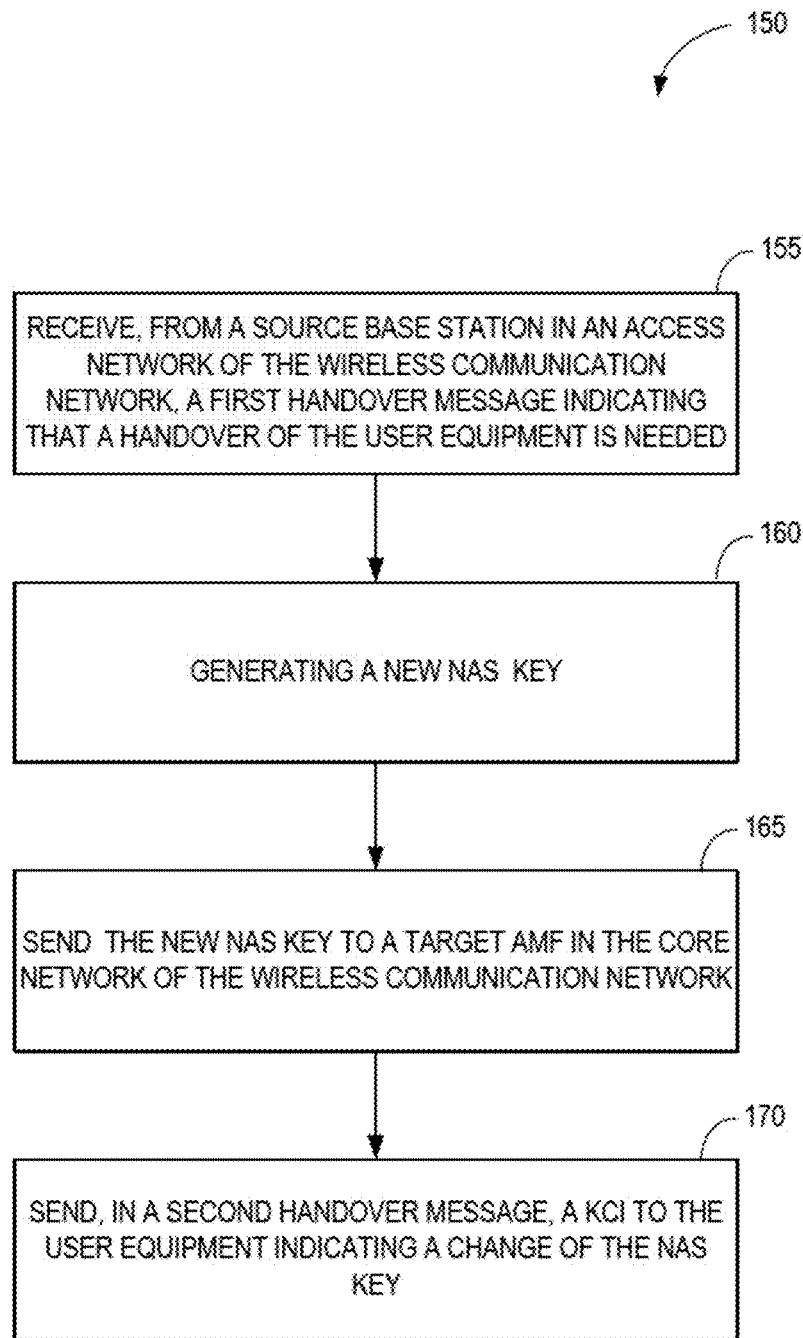 150
155
RECEIVE, FROM A SOURCE BASE STATION IN AN ACCESS
NETWORK OF THE WIRELESS COMMUNICATION
NETWORK, A FIRST HANDOVER MESSAGE INDICATING
THAT A HANDOVER OF THE USER EQUIPMENT IS NEEDED
160
GENERATING A NEW NAS KEY
165
SEND THE NEW NAS KEY TO A TARGET AMF IN THE CORE
NETWORK OF THE WIRELESS COMMUNICATION NETWORK
170
SEND, IN A SECOND HANDOVER MESSAGE, A KCI TO THE
USER EQUIPMENT INDICATING A CHANGE OF THE NAS
KEY